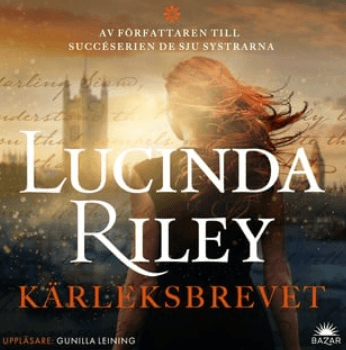 AV FÖRFATTAREN TILL
SUCCÉSERIEN DE SJU SYSTRARNA
LUCINDA
RILEY
KÄRLEKSBREVET
UPPLÄSARE: GUNILLA LEINING
BAZAR